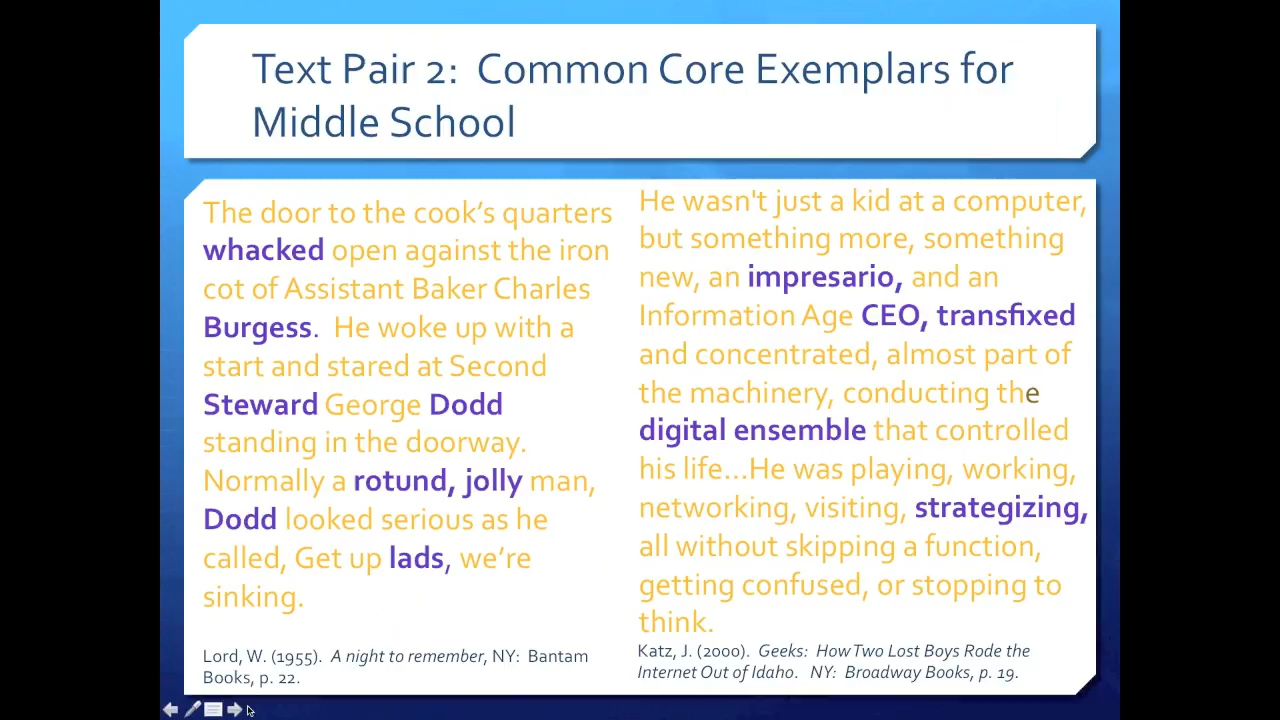 Text Pair 2: Common Core Exemplars for
Middle School
The door to the cook’s quarters
whacked open against the iron
cot of Assistant Baker Charles
Burgess. He woke up with a
start and stared at Second
Steward George Dodd
standing in the doorway.
Normally a rotund, jolly man,
Dodd looked serious as he
called, Get up lads, we’re
sinking.
Lord, W. (1955). A night to remember, NY: Bantam
Books, p. 22.
He wasn't just a kid at a computer,
but something more, something
new, an impresario, and an
Information Age CEO, transfixed
and concentrated, almost part of
the machinery, conducting the
digital ensemble that controlled
his life...He was playing, working,
networking, visiting, strategizing,
all without skipping a function,
getting confused, or stopping to
think.
Katz, J. (2000). Geeks: How Two Lost Boys Rode the
Internet Out of Idaho. NY: Broadway Books, p. 19.